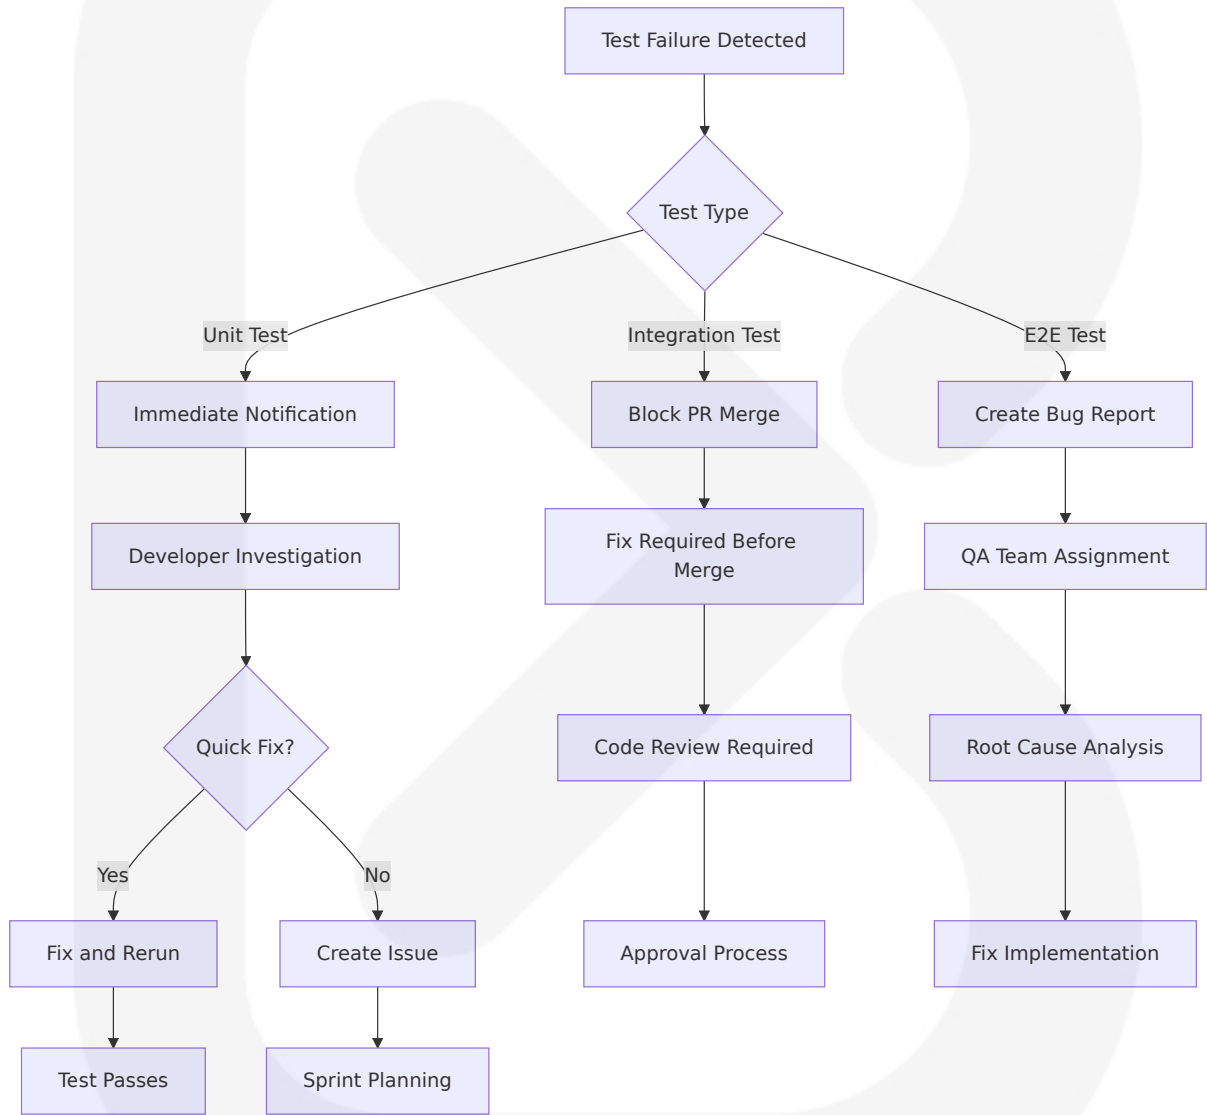 Test Failure Detected
Test Type
Unit Test
Integration Test
E2E Test
Immediate Notification
Block PR Merge
Create Bug Report
Developer Investigation
Fix Required Before
Merge
QA Team Assignment
Quick Fix?
Code Review Required
Root Cause Analysis
Yes
No
Fix and Rerun
Create Issue
Approval Process
Fix Implementation
Test Passes
Sprint Planning